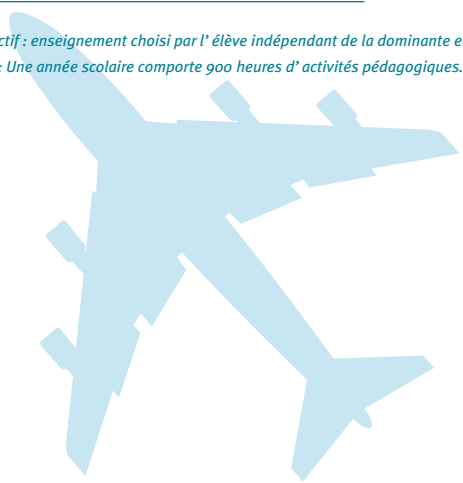 ctif : enseignement choisi par l’ élève indépendant de la dominante e
: Une année scolaire comporte 900 heures d’ activités pédagogiques.